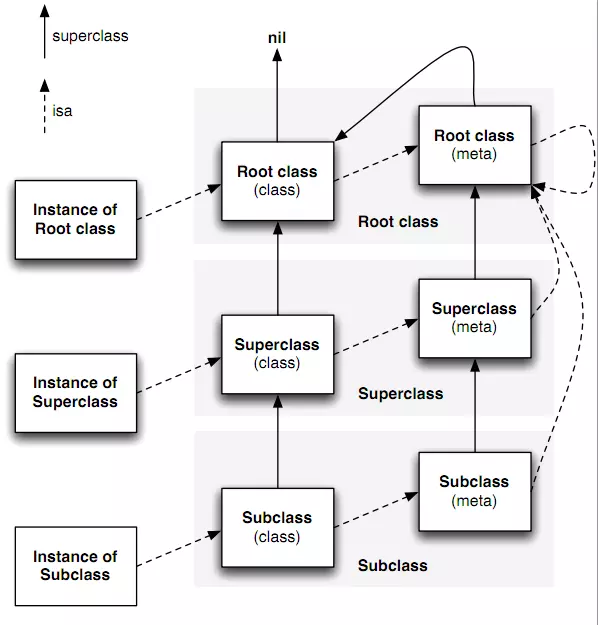 superclass
nil
isa
Root class
(meta)
Root class
(class)
Instance of
Root class
Root class
Superclass
(meta)
Superclass
(class)
Instance of
Superclass
Superclass
Subclass
(meta)
Subclass
(class)
Instance of
Subclass
Subclass